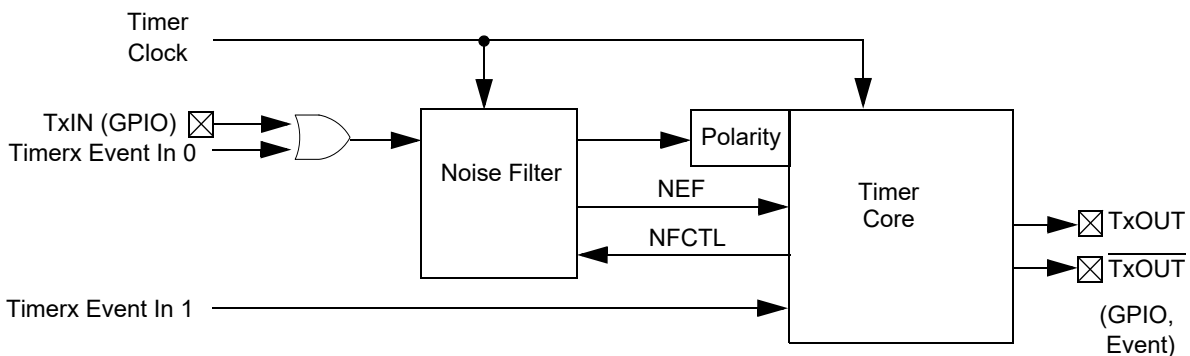 Timer
Clock
TxIN (GPIO)
Timerx Event In 0
Noise Filter
Polarity
NEF
NFCTL
Timer
Core
TxOUT
TxOUT
Timerx Event In 1
(GPIO,
Event)